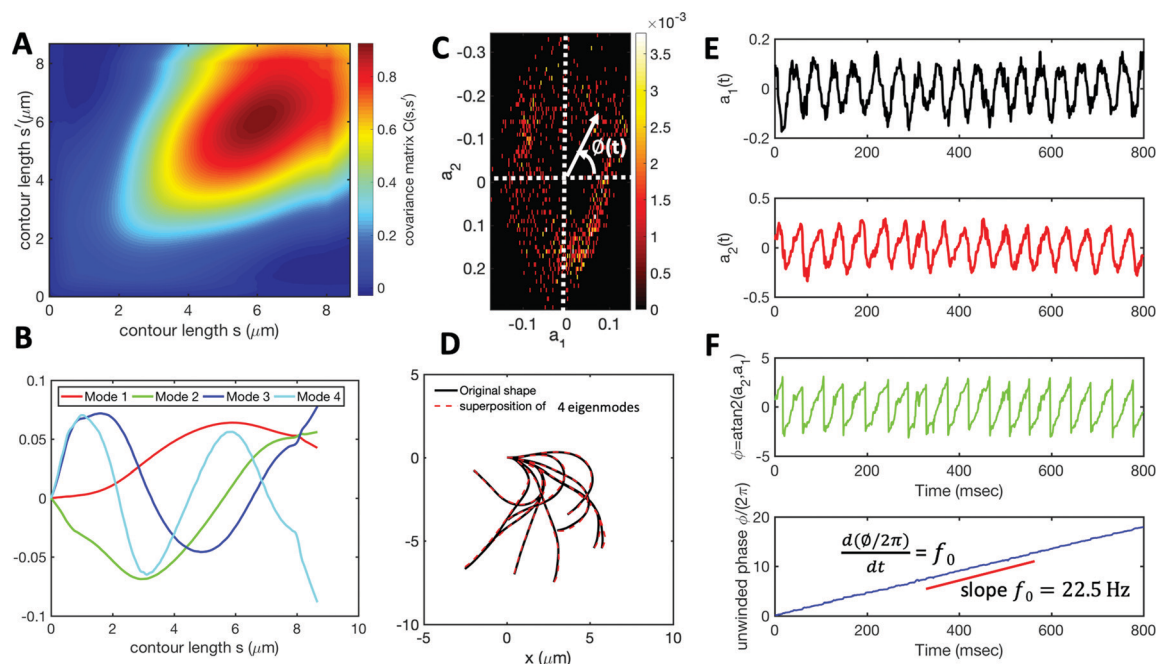 A
contour length s′(μm)
8
6
4
2
0
0
2
4
6
8
contour length s (μm)
0.8
0.6
0.4
0.2
0
covariance matrix C(s,s′)
B
0.1
0.05
0
-0.05
-0.1
Mode 1 Mode 2 Mode 3 Mode 4
0 2 4 6 8 10
contour length s (μm)
C
-0.3
-0.2
-0.1
0
0.1
0.2
a2
-0.1 0 0.1
a1
Ø(t)
×10⁻³
3.5
3
2.5
2
1.5
1
0.5
0
D
5
0
-5
-10
Original shape
superposition of 4 eigenmodes
-5 0 5 10
x (μm)
E
0.2
0
-0.2
a1(t)
0 200 400 600 800
0.5
0
-0.5
a2(t)
0 200 400 600 800
F
5
0
-5
ϕ=atan2(a2,a1)
0 200 400 600 800
Time (msec)
20
10
0
unwinded phase ϕ/(2π)
d(Ø/2π)
dt
= f0
slope f0 = 22.5 Hz
0 200 400 600 800
Time (msec)